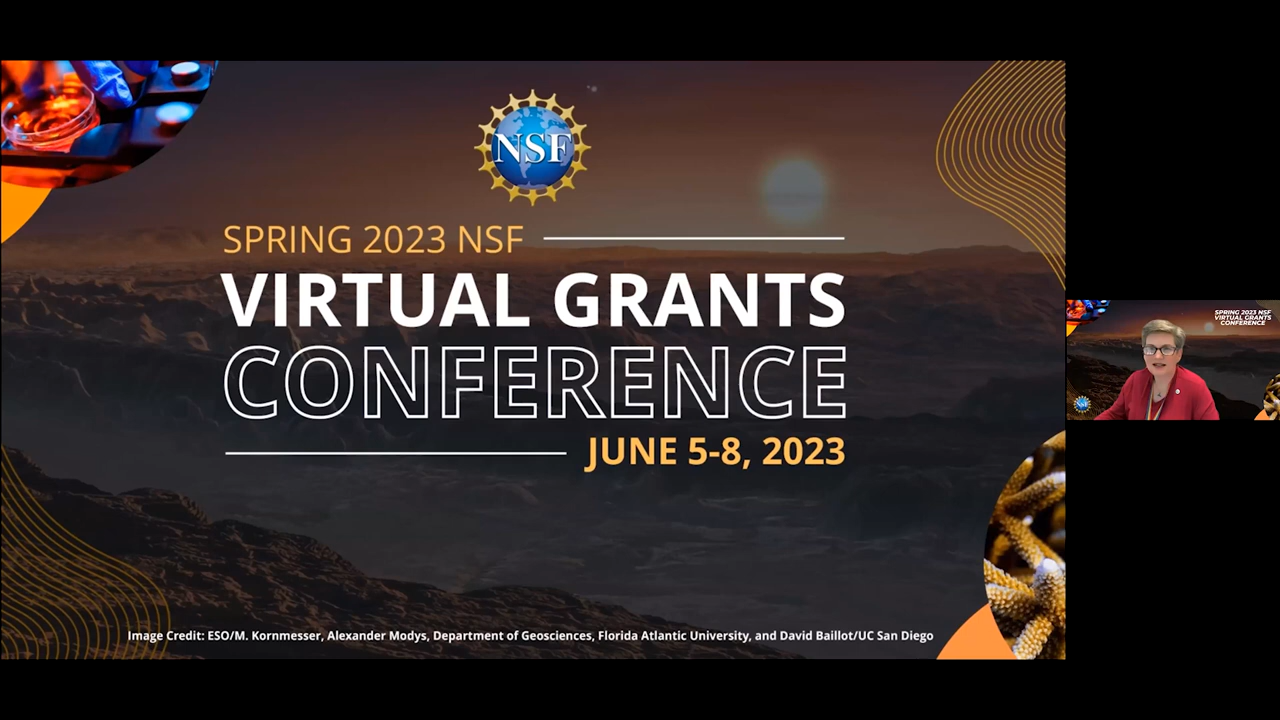 NSF
SPRING 2023 NSF
VIRTUAL GRANTS
CONFERENCE
JUNE 5-8, 2023
Image Credit: ESO/M. Kornmesser, Alexander Modys, Department of Geosciences, Florida Atlantic University, and David Baillot/UC San Diego
SPRING 2023 NSF
VIRTUAL GRANTS
CONFERENCE
NSF